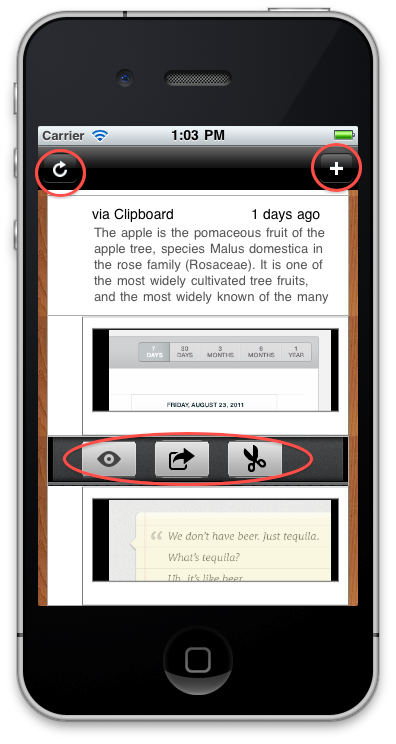 Carrier 1:03 PM
via Clipboard 1 days ago
The apple is the pomaceous fruit of the
apple tree, species Malus domestica in
the rose family (Rosaceae). It is one of
the most widely cultivated tree fruits,
and the most widely known of the many
7 DAYS 30 DAYS 3 MONTHS 6 MONTHS 1 YEAR
FRIDAY, AUGUST 23, 2011
“ We don't have beer. Just tequila.
What's tequila?
Uh, it's like beer